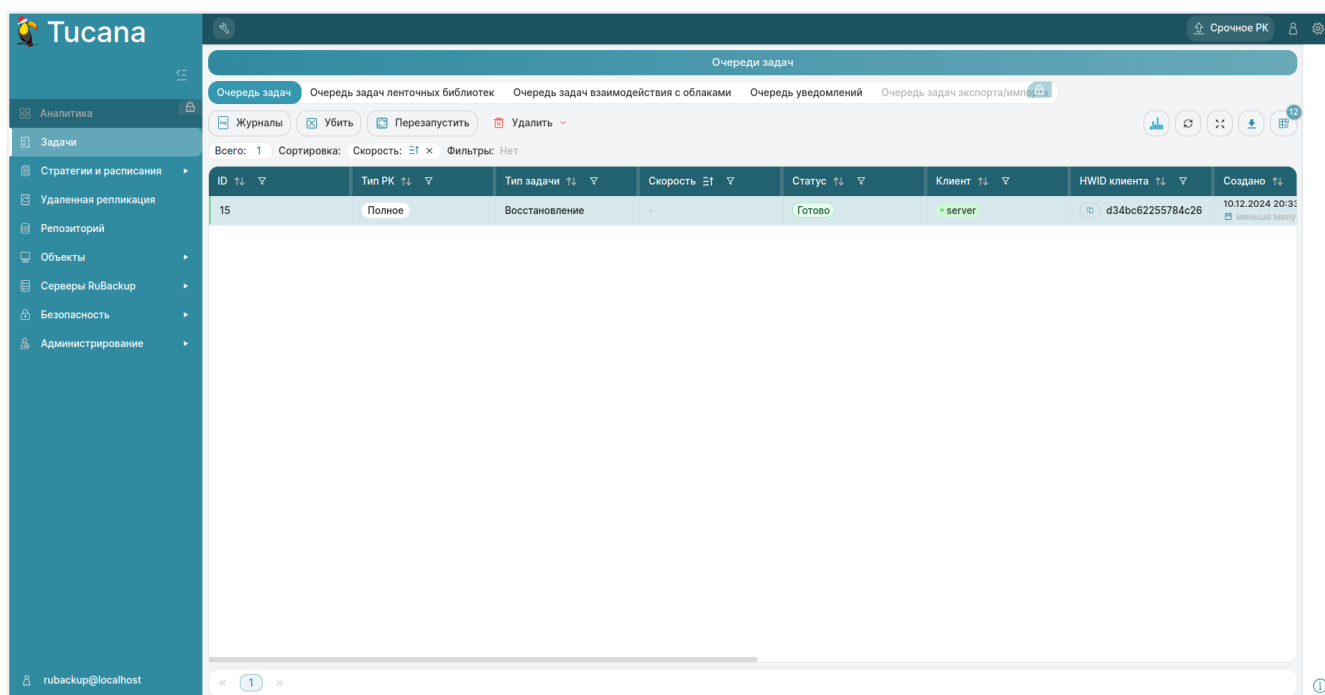 Tucana
Срочное РК
Аналитика
Задачи
Стратегии и расписания
Удаленная репликация
Репозиторий
Объекты
Серверы RuBackup
Безопасность
Администрирование
rubackup@localhost
Очереди задач
Очередь задач Очередь задач ленточных библиотек Очередь задач взаимодействия с облаками Очередь уведомлений Очередь задач экспорта/импорта
Журналы Убить Перезапустить Удалить 12
Всего: 1 Сортировка: Скорость: Фильтры: Нет
ID Тип РК Тип задачи Скорость Статус Клиент HWID клиента Создано
15 Полное Восстановление - Готово server d34bc62255784c26 10.12.2024 20:33
меньше мину
1